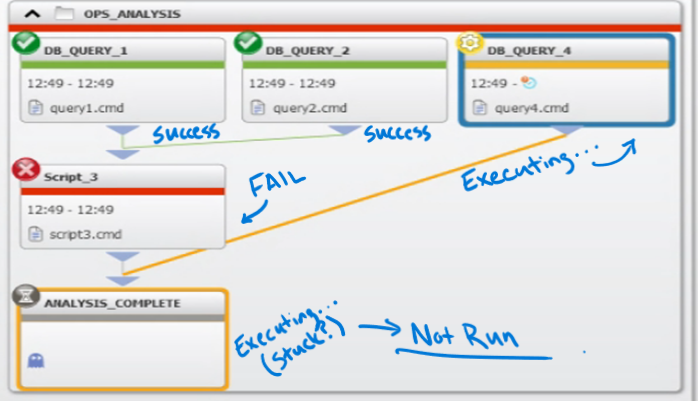 OPS_ANALYSIS
DB_QUERY_1
12:49 - 12:49
query1.cmd
DB_QUERY_2
12:49 - 12:49
query2.cmd
DB_QUERY_4
12:49 -
query4.cmd
success
success
Executing...
Script_3
12:49 - 12:49
script3.cmd
FAIL
ANALYSIS_COMPLETE
Executing...
(stuck?)
Not Run